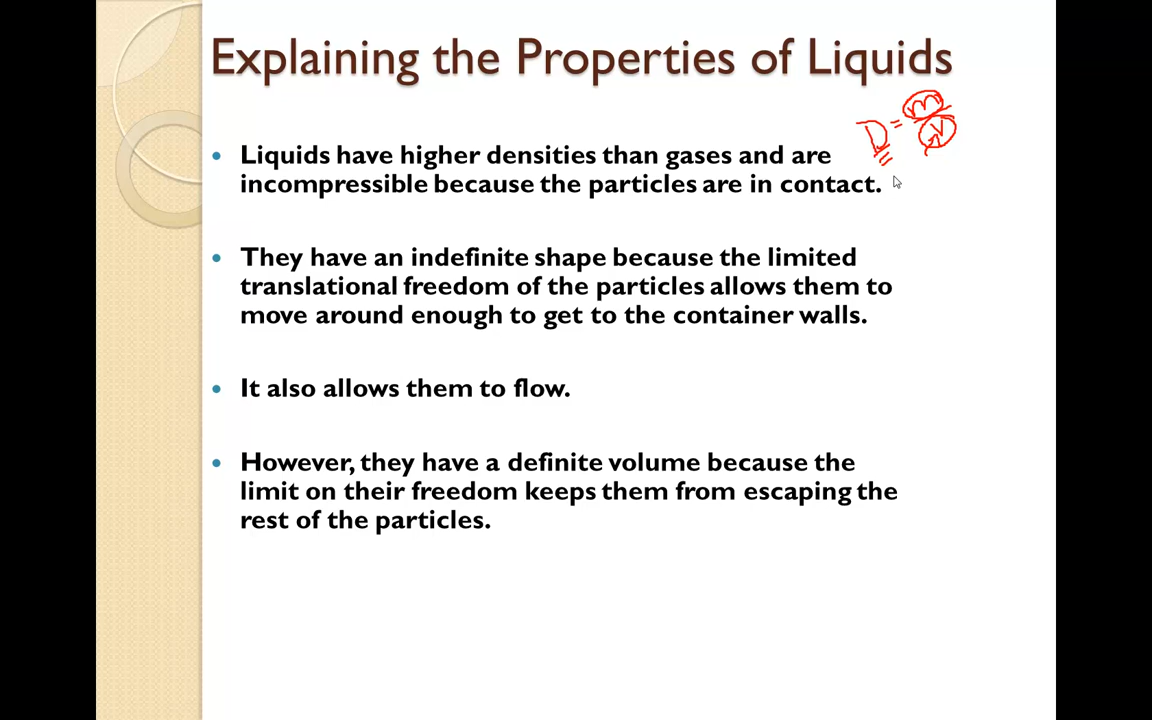 Explaining the Properties of Liquids
D = m/V
• Liquids have higher densities than gases and are
incompressible because the particles are in contact.
• They have an indefinite shape because the limited
translational freedom of the particles allows them to
move around enough to get to the container walls.
• It also allows them to flow.
• However, they have a definite volume because the
limit on their freedom keeps them from escaping the
rest of the particles.